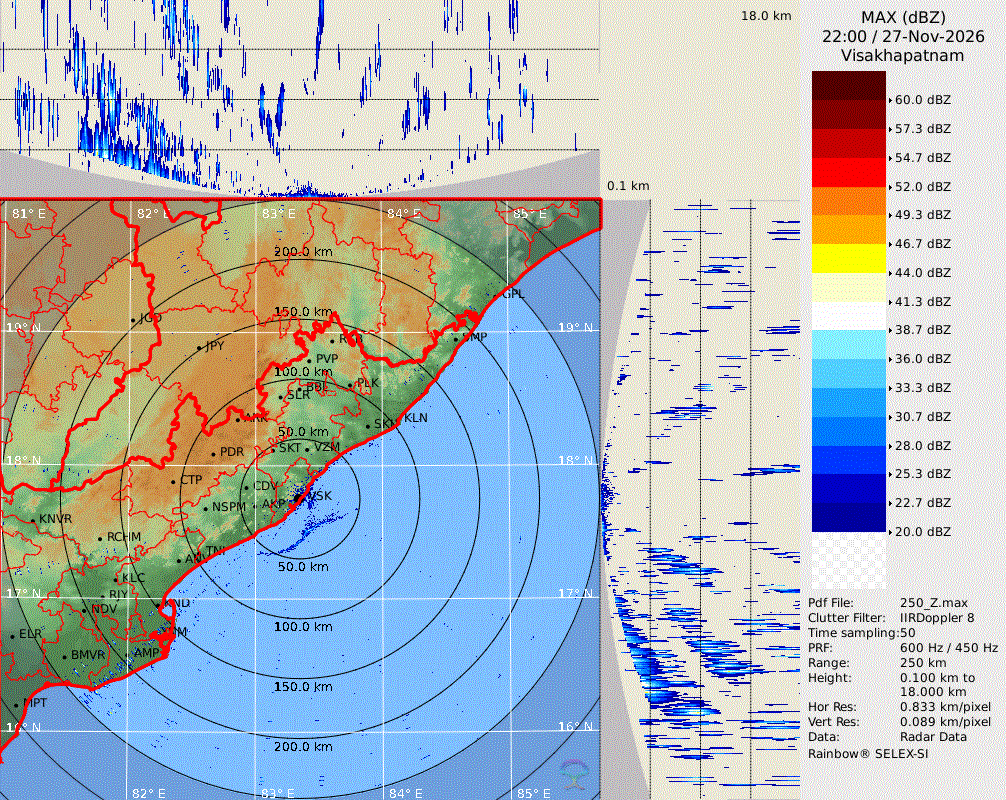 18.0 km
MAX (dBZ)
22:00 / 27-Nov-2026
Visakhapatnam
60.0 dBZ
57.3 dBZ
54.7 dBZ
52.0 dBZ
49.3 dBZ
46.7 dBZ
44.0 dBZ
41.3 dBZ
38.7 dBZ
36.0 dBZ
33.3 dBZ
30.7 dBZ
28.0 dBZ
25.3 dBZ
22.7 dBZ
20.0 dBZ
0.1 km
81° E 82° E 83° E 84° E 85° E
200.0 km
GPL
150.0 km
JGD
19° N 19° N
SMP
JPY
PVP
100.0 km
BBL PLK
SLR
KLN
50.0 km
SKT VZM
PDR
18° N 18° N
CTP
CDV
VSK
NSPM AKP
KNVR
RCHM
TNI
50.0 km
KLC
RJY
17° N 17° N
KND
NDV
100.0 km
ELR
BMVR AMP
150.0 km
MPT
16° N 16° N
200.0 km
82° E 83° E 84° E 85° E
Pdf File: 250_Z.max
Clutter Filter: IIRDoppler 8
Time sampling:50
PRF: 600 Hz / 450 Hz
Range: 250 km
Height: 0.100 km to
18.000 km
Hor Res: 0.833 km/pixel
Vert Res: 0.089 km/pixel
Data: Radar Data
Rainbow® SELEX-SI